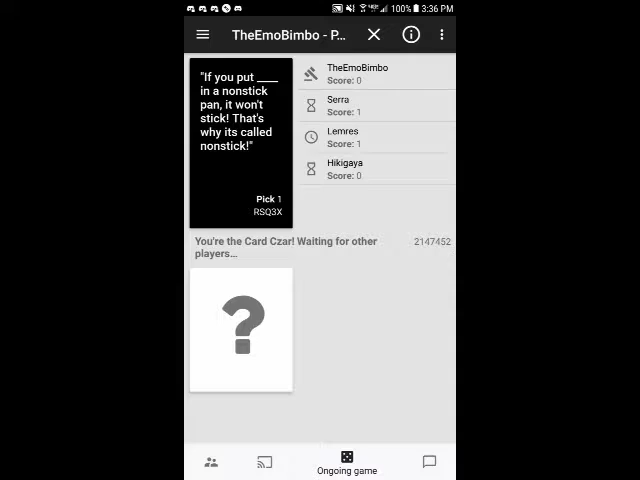 100% 3:36 PM
TheEmoBimbo - P...
"If you put ____
in a nonstick
pan, it won't
stick! That's
why its called
nonstick!"
Pick 1
RSQ3X
TheEmoBimbo
Score: 0
Serra
Score: 1
Lemres
Score: 1
Hikigaya
Score: 0
You're the Card Czar! Waiting for other
players...
2147452
?
Ongoing game